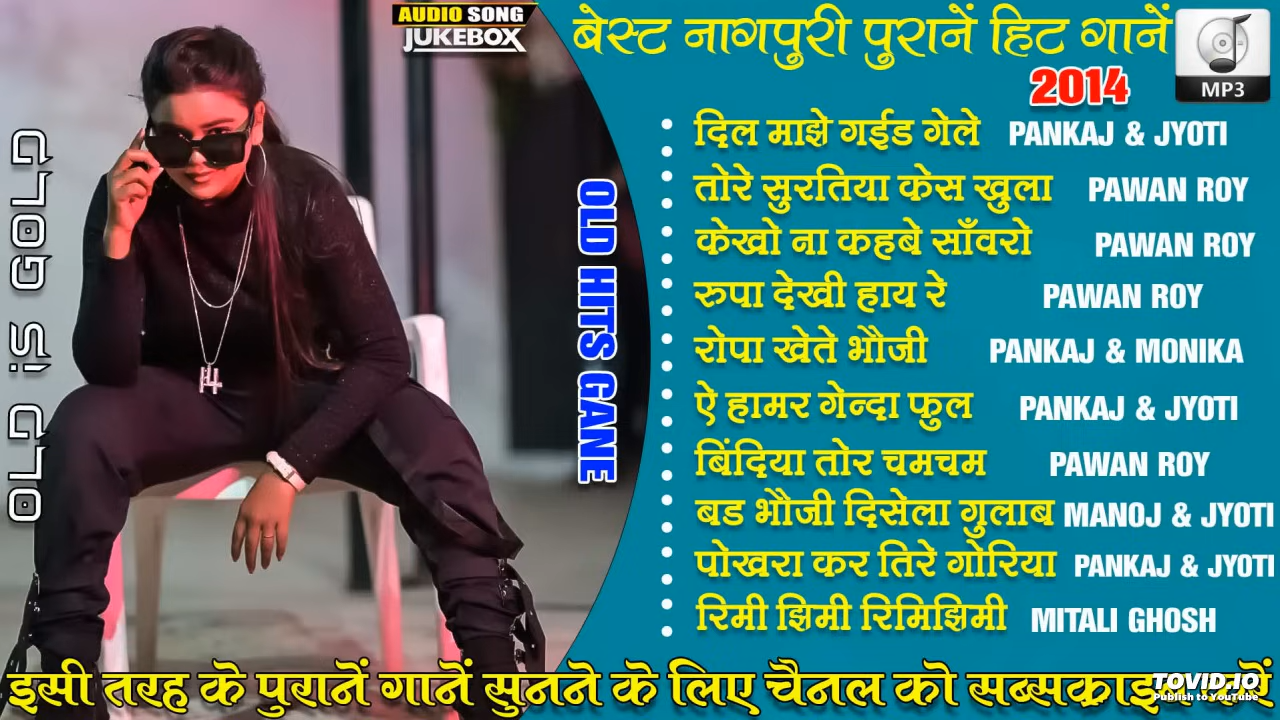 AUDIO SONG
JUKEBOX
बेस्ट नागपुरी पुरानें हिट गानें
2014
MP3
OLD iS GOLD
OLD HITS GANE
दिल माझे गईड गेले PANKAJ & JYOTI
तोरे सुरतिया केस खुला PAWAN ROY
केखो ना कहबे साँवरो PAWAN ROY
रुपा देखी हाय रे PAWAN ROY
रोपा खेते भौजी PANKAJ & MONIKA
ऐ हामर गेन्दा फुल PANKAJ & JYOTI
बिंदिया तोर चमचम PAWAN ROY
बड भौजी दिसेला गुलाब MANOJ & JYOTI
पोखरा कर तिरे गोरिया PANKAJ & JYOTI
रिमी झिमी रिमिझिमी MITALI GHOSH
इसी तरह के पुरानें गानें सुनने के लिए चैनल को सब्सक्राइब करें
TOVID.IO
Publish to YouTube